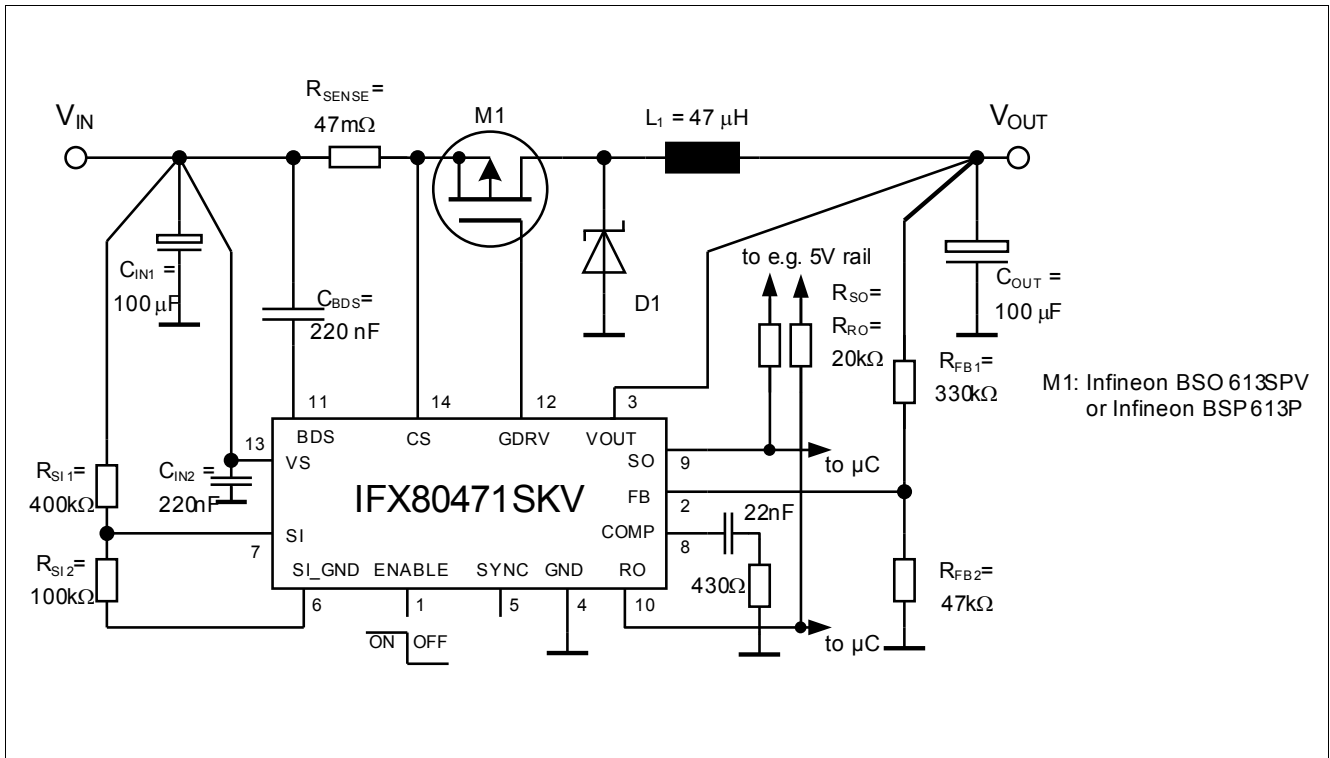 R_SENSE=
47mΩ
M1
L1 = 47 µH
V_IN
V_OUT
C_IN1 =
100 µF
C_BDS=
220 nF
D1
to e.g. 5V rail
R_SO=
R_RO=
20kΩ
C_OUT =
100 µF
R_FB1=
330kΩ
M1: Infineon BSO 613SPV
or Infineon BSP 613P
11
14
12
3
13
BDS
CS
GDRV
VOUT
VS
SO
9
to µC
R_SI1=
400kΩ
C_IN2 =
220nF
IFX80471SKV
FB
2
22nF
SI
7
COMP
8
R_SI2=
100kΩ
SI_GND
ENABLE
SYNC
GND
RO
430Ω
R_FB2=
47kΩ
6
1
5
4
10
ON
OFF
to µC